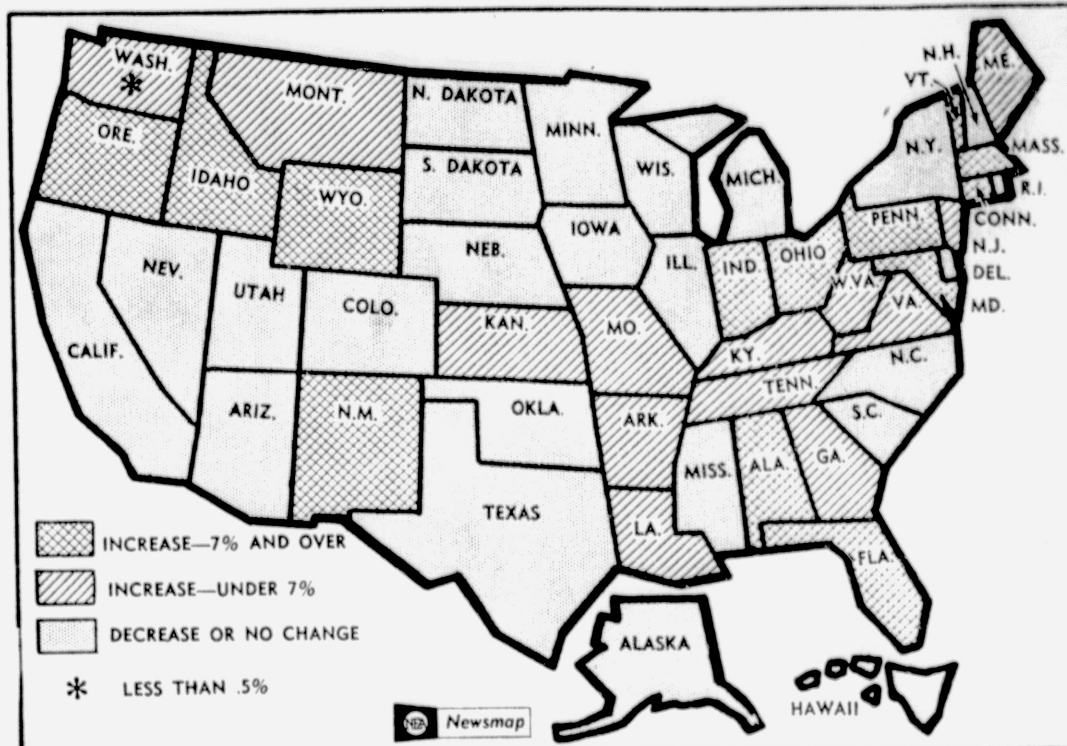 WASH.
*
MONT.
N. DAKOTA
MINN.
ORE.
IDAHO
WYO.
S. DAKOTA
WIS.
MICH.
N.H.
VT.
ME.
N.Y.
MASS.
R.I.
CONN.
PENN.
N.J.
DEL.
MD.
NEV.
UTAH
COLO.
NEB.
IOWA
ILL.
IND.
OHIO
W.VA.
VA.
CALIF.
KAN.
MO.
KY.
N.C.
TENN.
ARIZ.
N.M.
OKLA.
ARK.
S.C.
MISS.
ALA.
GA.
TEXAS
LA.
FLA.
INCREASE—7% AND OVER
INCREASE—UNDER 7%
DECREASE OR NO CHANGE
* LESS THAN .5%
ALASKA
HAWAII
NEA Newsmap